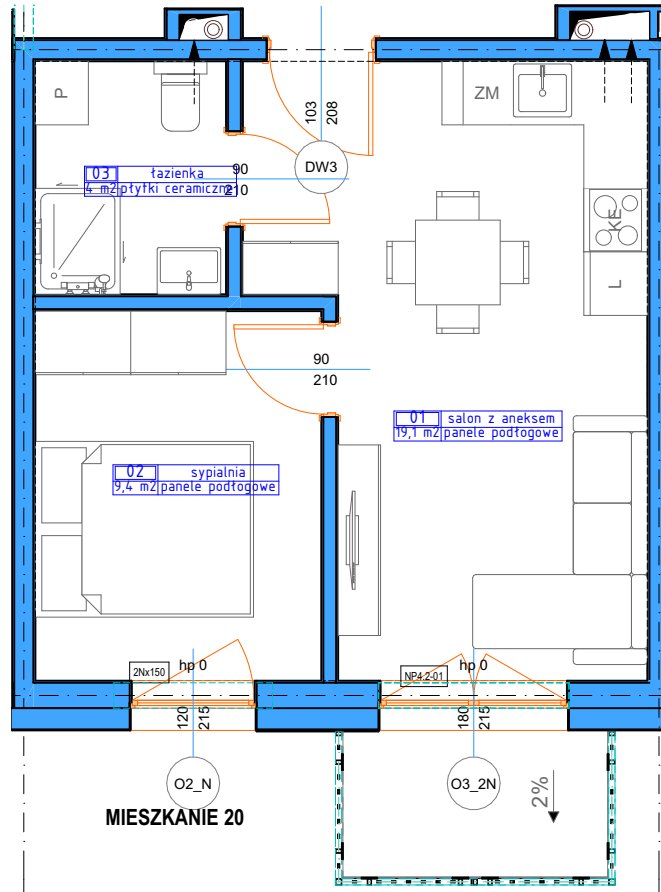 P
ZM
103
208
DW3
03 łazienka
4 m2 płytki ceramiczne
90
210
KE
L
90
210
01 salon z aneksem
19,1 m2 panele podłogowe
02 sypialnia
9,4 m2 panele podłogowe
2Nx150
hp 0
NP4.2-01
hp 0
120
215
180
215
O2_N
O3_2N
2%
MIESZKANIE 20